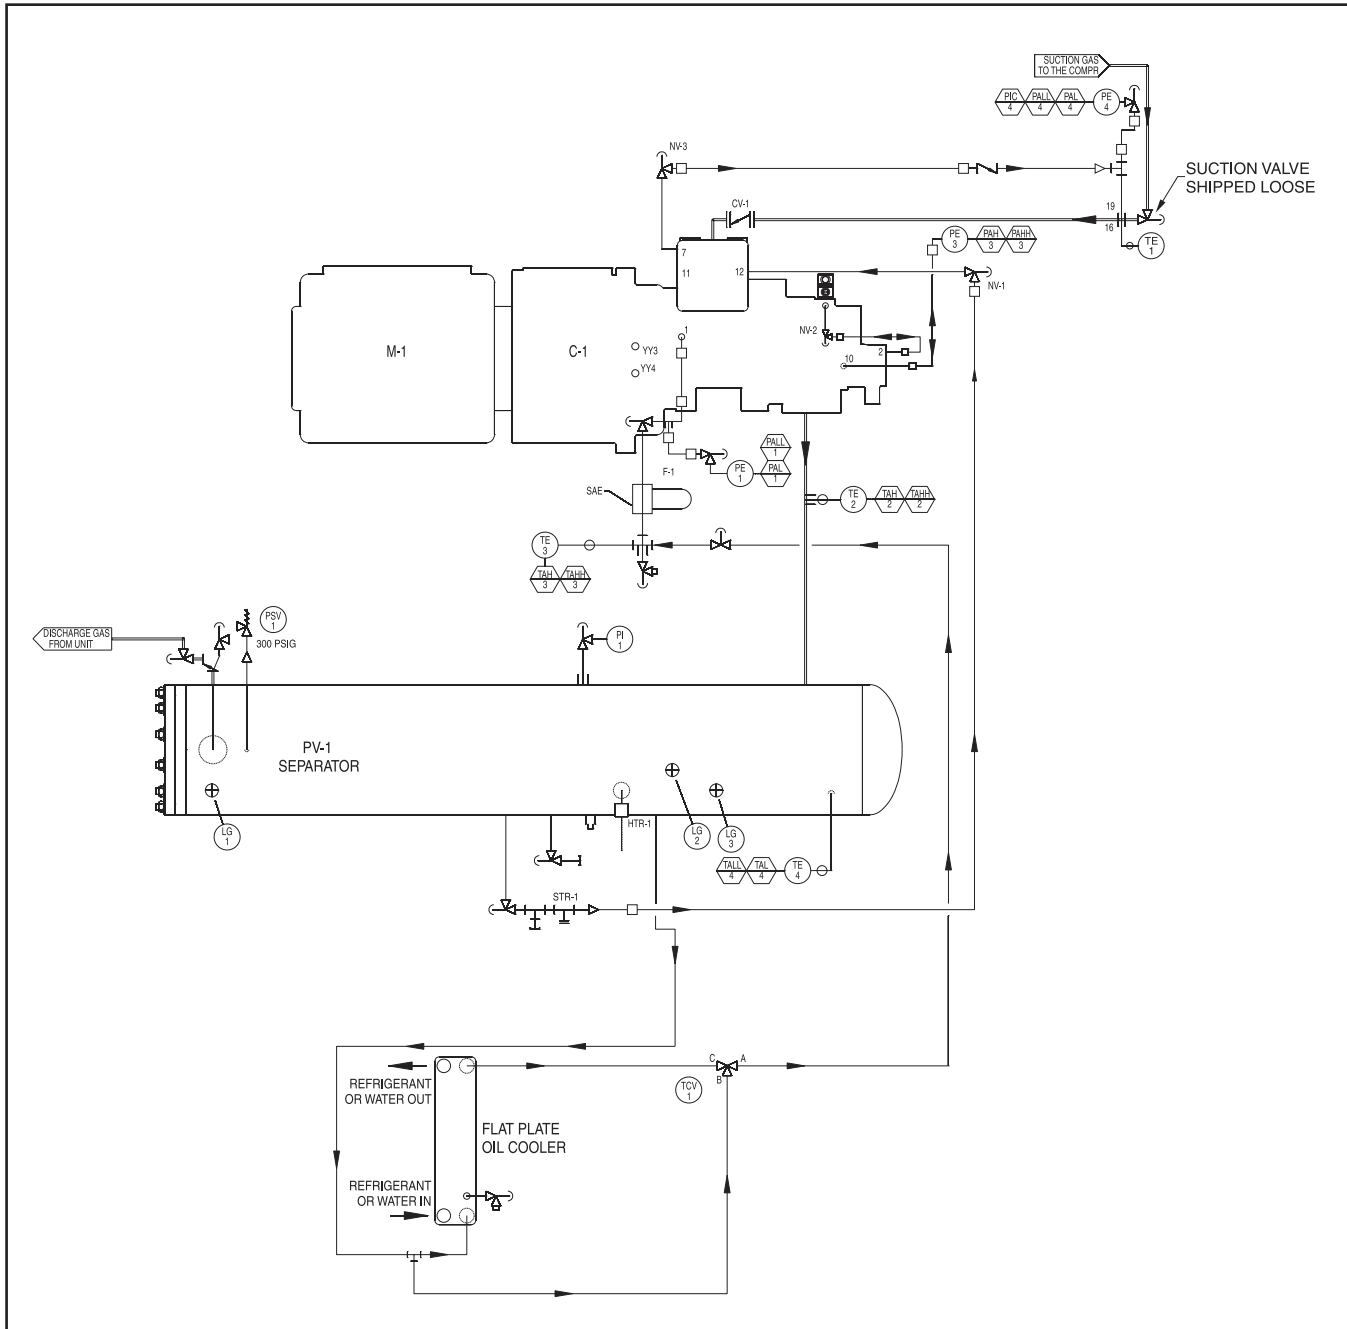 SUCTION GAS
TO THE COMPR
PIC
4
PALL
4
PAL
4
PE
4
NV-3
SUCTION VALVE
SHIPPED LOOSE
CV-1
19
16
PE
3
PAH
3
PAHH
3
TE
1
7
11
12
NV-1
M-1
C-1
YY3
YY4
1
NV-2
2
10
PALL
1
PE
1
PAL
1
F-1
SAE
TE
2
TAH
2
TAHH
2
TE
3
TAH
3
TAHH
3
DISCHARGE GAS
FROM UNIT
PSV
1
300 PSIG
PI
1
PV-1
SEPARATOR
LG
1
HTR-1
LG
2
LG
3
TALL
4
TAL
4
TE
4
STR-1
REFRIGERANT
OR WATER OUT
C
A
B
TCV
1
FLAT PLATE
OIL COOLER
REFRIGERANT
OR WATER IN